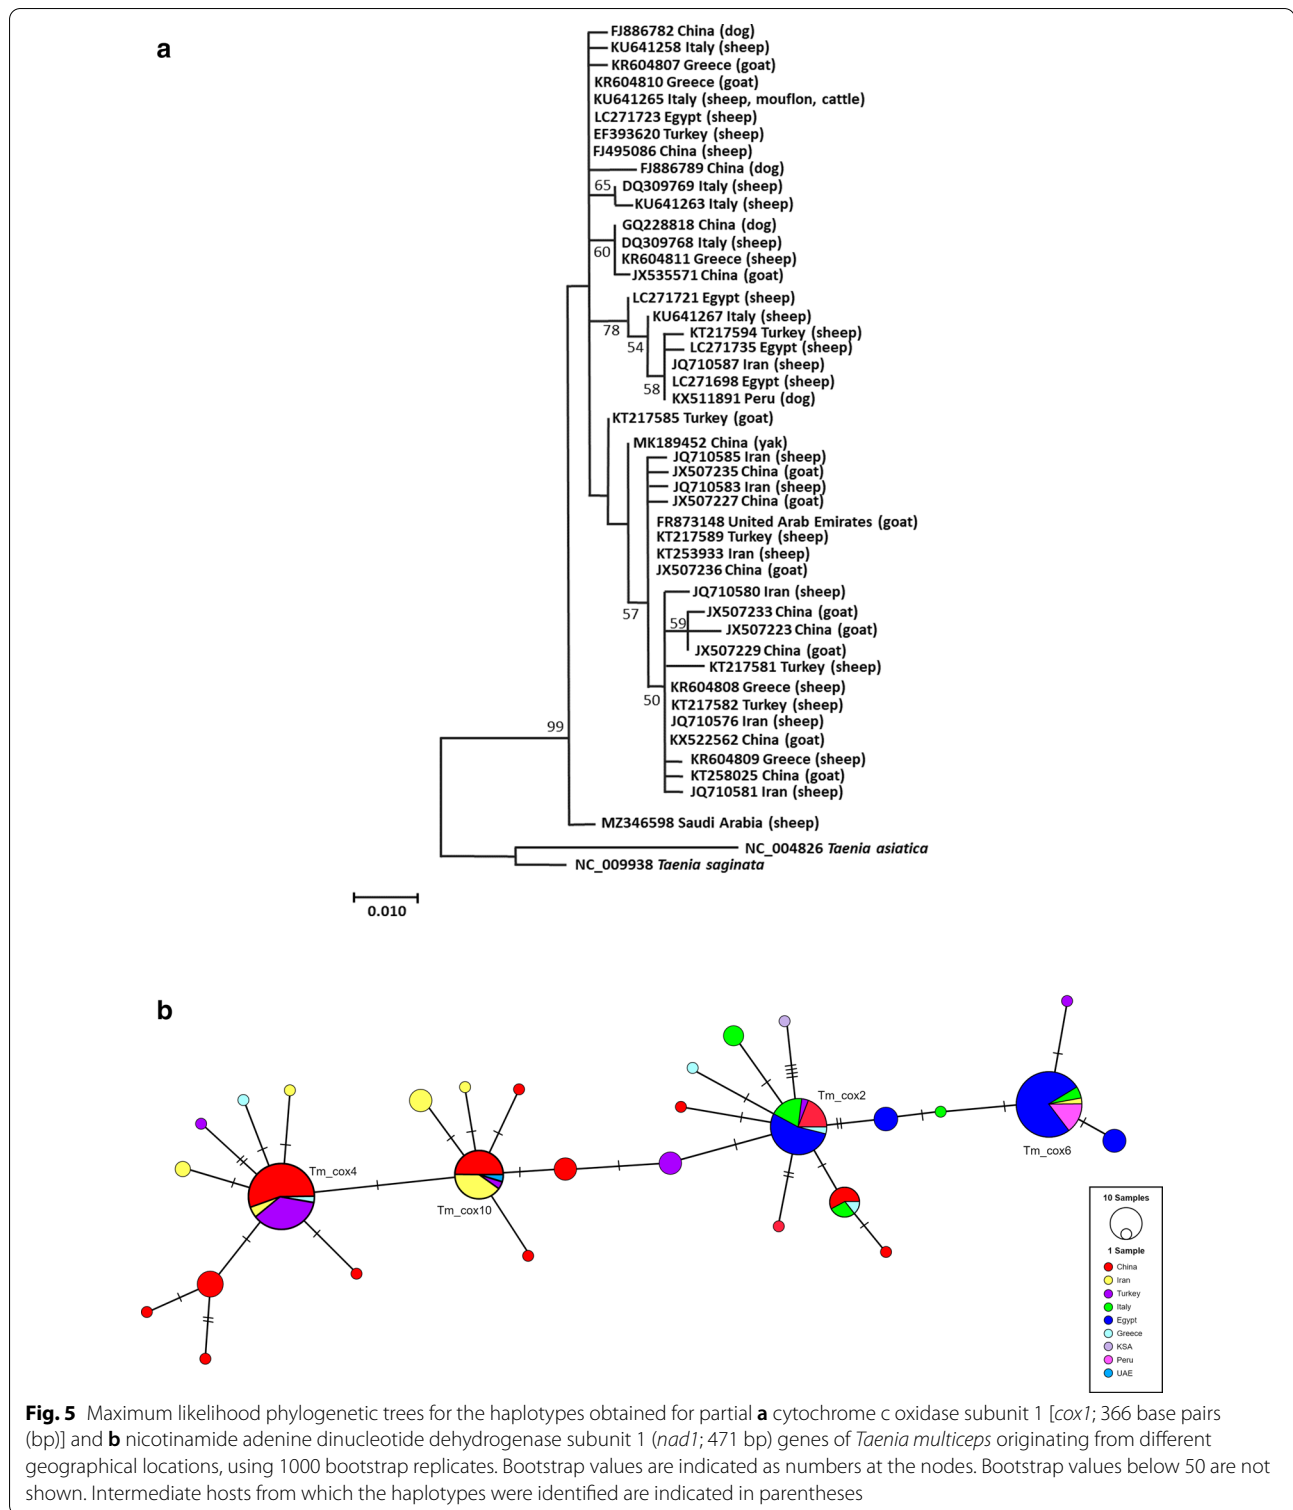 a
FJ886782 China (dog)
KU641258 Italy (sheep)
KR604807 Greece (goat)
KR604810 Greece (goat)
KU641265 Italy (sheep, mouflon, cattle)
LC271723 Egypt (sheep)
EF393620 Turkey (sheep)
FJ495086 China (sheep)
FJ886789 China (dog)
65
DQ309769 Italy (sheep)
KU641263 Italy (sheep)
GQ228818 China (dog)
DQ309768 Italy (sheep)
60
KR604811 Greece (sheep)
JX535571 China (goat)
LC271721 Egypt (sheep)
KU641267 Italy (sheep)
78
KT217594 Turkey (sheep)
54
LC271735 Egypt (sheep)
JQ710587 Iran (sheep)
LC271698 Egypt (sheep)
58
KX511891 Peru (dog)
KT217585 Turkey (goat)
MK189452 China (yak)
JQ710585 Iran (sheep)
JX507235 China (goat)
JQ710583 Iran (sheep)
JX507227 China (goat)
FR873148 United Arab Emirates (goat)
KT217589 Turkey (sheep)
KT253933 Iran (sheep)
JX507236 China (goat)
JQ710580 Iran (sheep)
57
JX507233 China (goat)
59
JX507223 China (goat)
JX507229 China (goat)
KT217581 Turkey (sheep)
KR604808 Greece (sheep)
50
KT217582 Turkey (sheep)
JQ710576 Iran (sheep)
KX522562 China (goat)
99
KR604809 Greece (sheep)
KT258025 China (goat)
JQ710581 Iran (sheep)
MZ346598 Saudi Arabia (sheep)
NC_004826 Taenia asiatica
NC_009938 Taenia saginata
0.010
b
Tm_cox2
Tm_cox6
Tm_cox4
Tm_cox10
10 Samples
1 Sample
China
Iran
Turkey
Italy
Egypt
Greece
KSA
Peru
UAE
Fig. 5 Maximum likelihood phylogenetic trees for the haplotypes obtained for partial a cytochrome c oxidase subunit 1 [cox1; 366 base pairs
(bp)] and b nicotinamide adenine dinucleotide dehydrogenase subunit 1 (nad1; 471 bp) genes of Taenia multiceps originating from different
geographical locations, using 1000 bootstrap replicates. Bootstrap values are indicated as numbers at the nodes. Bootstrap values below 50 are not
shown. Intermediate hosts from which the haplotypes were identified are indicated in parentheses